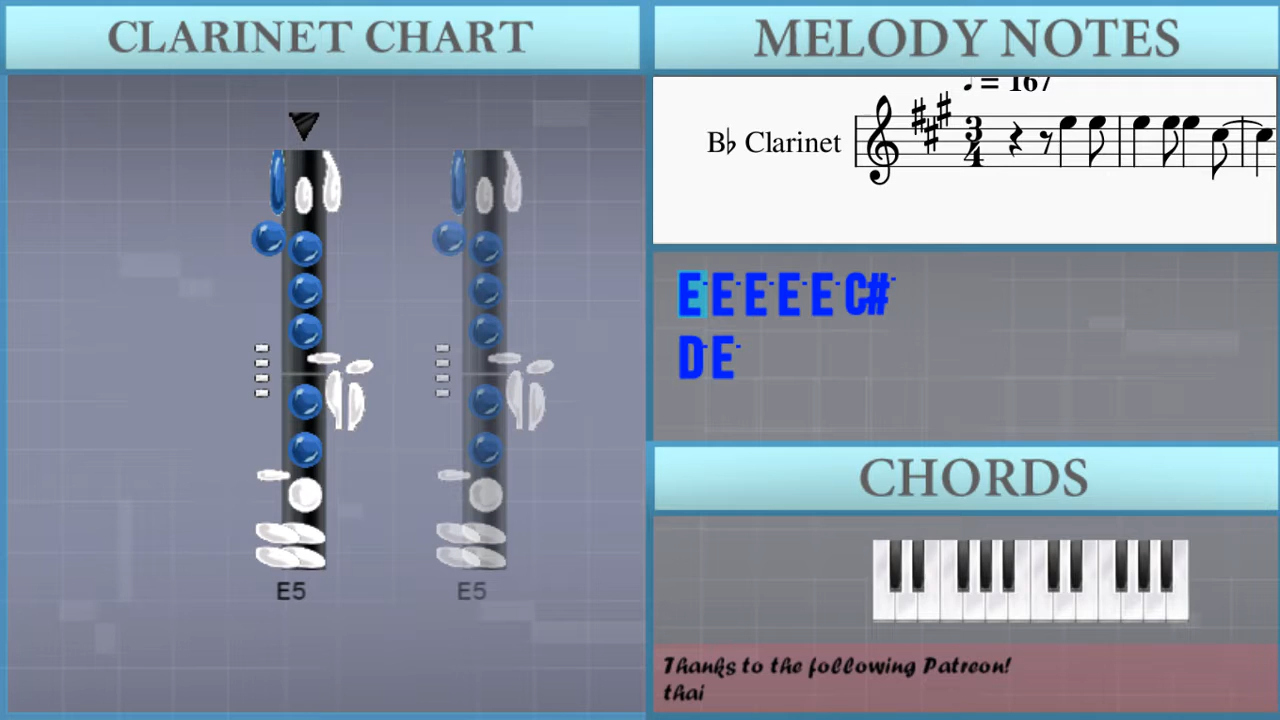 CLARINET CHART
E5 E5
MELODY NOTES
♩ = 167
B♭ Clarinet
3
4
E E E E E C#
D E
CHORDS
Thanks to the following Patreon!
thai